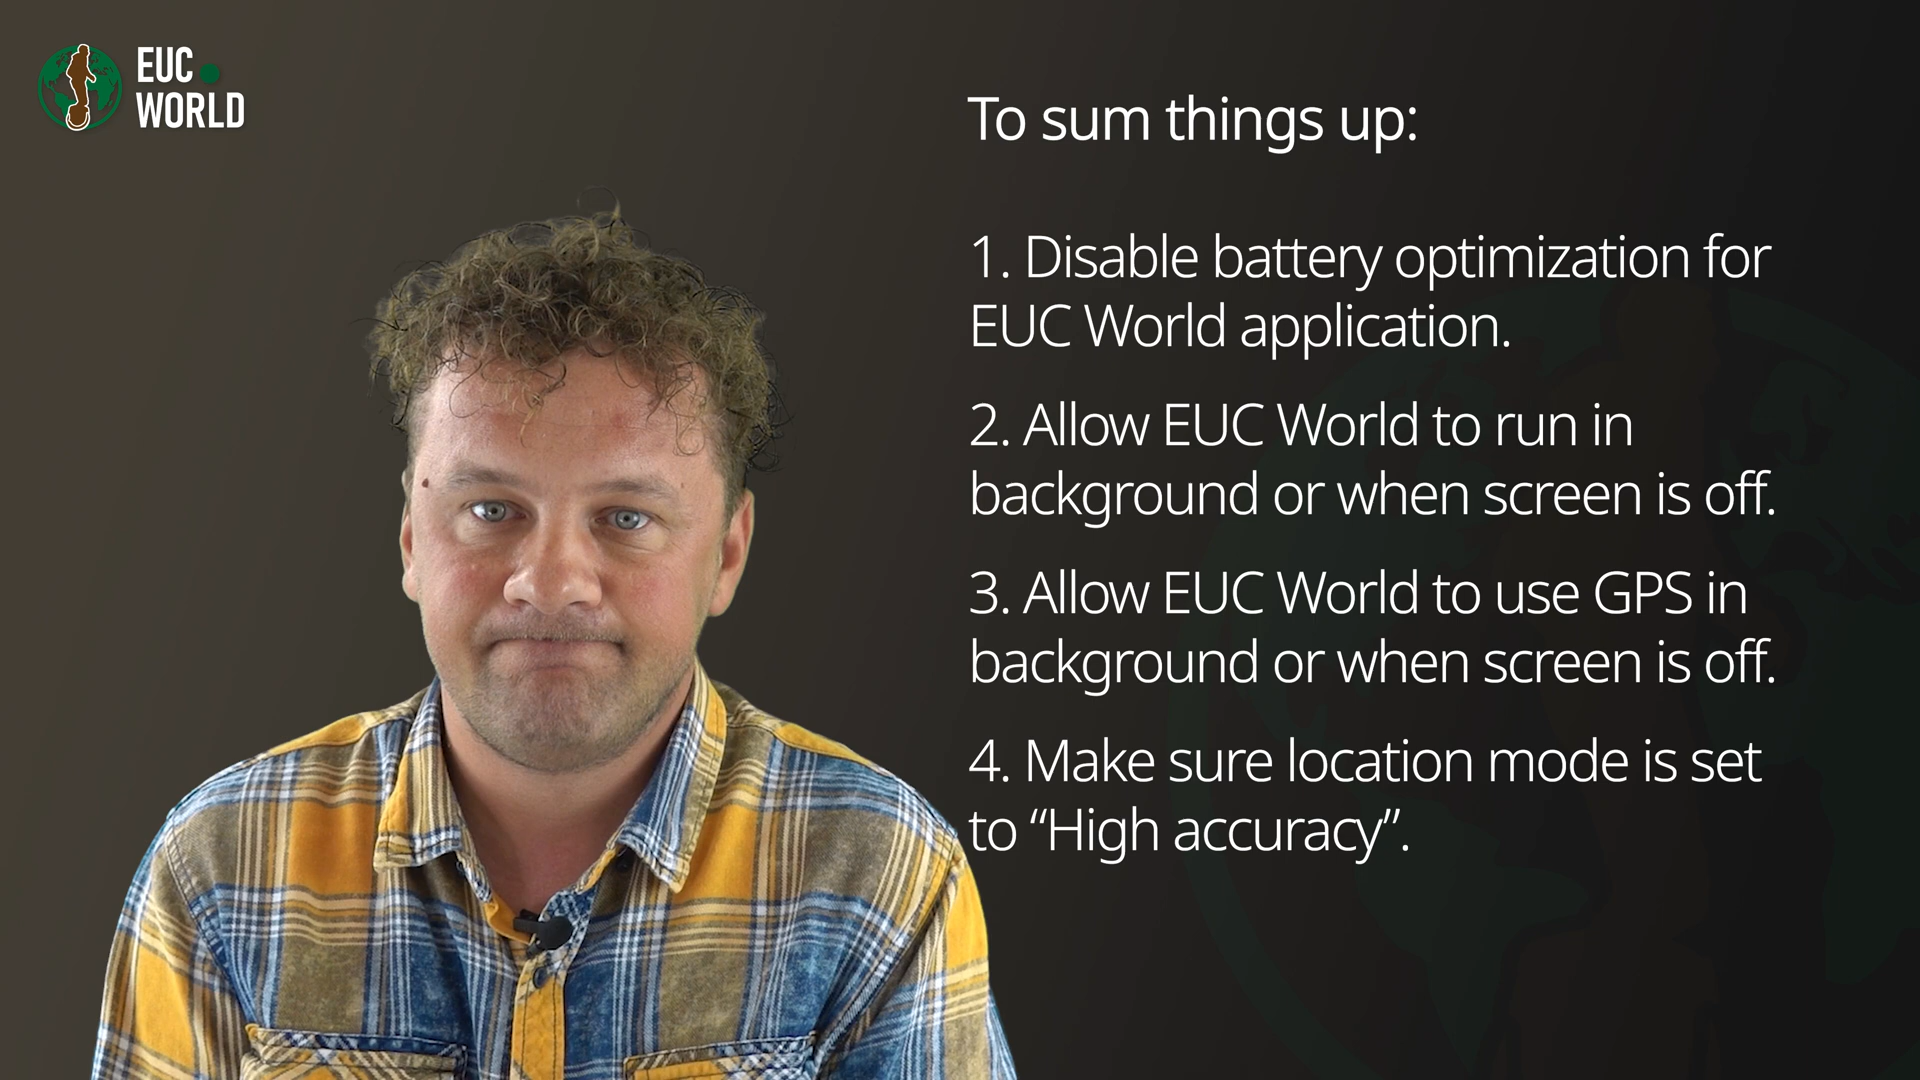 EUC
WORLD
To sum things up:
1. Disable battery optimization for
EUC World application.
2. Allow EUC World to run in
background or when screen is off.
3. Allow EUC World to use GPS in
background or when screen is off.
4. Make sure location mode is set
to “High accuracy”.